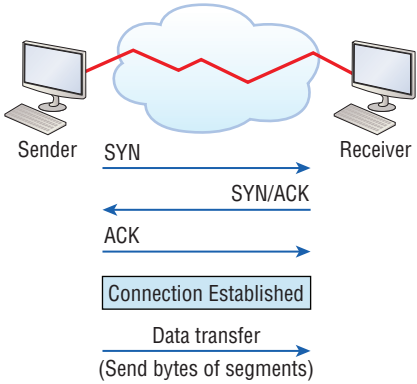 Sender
Receiver
SYN
SYN/ACK
ACK
Connection Established
Data transfer
(Send bytes of segments)